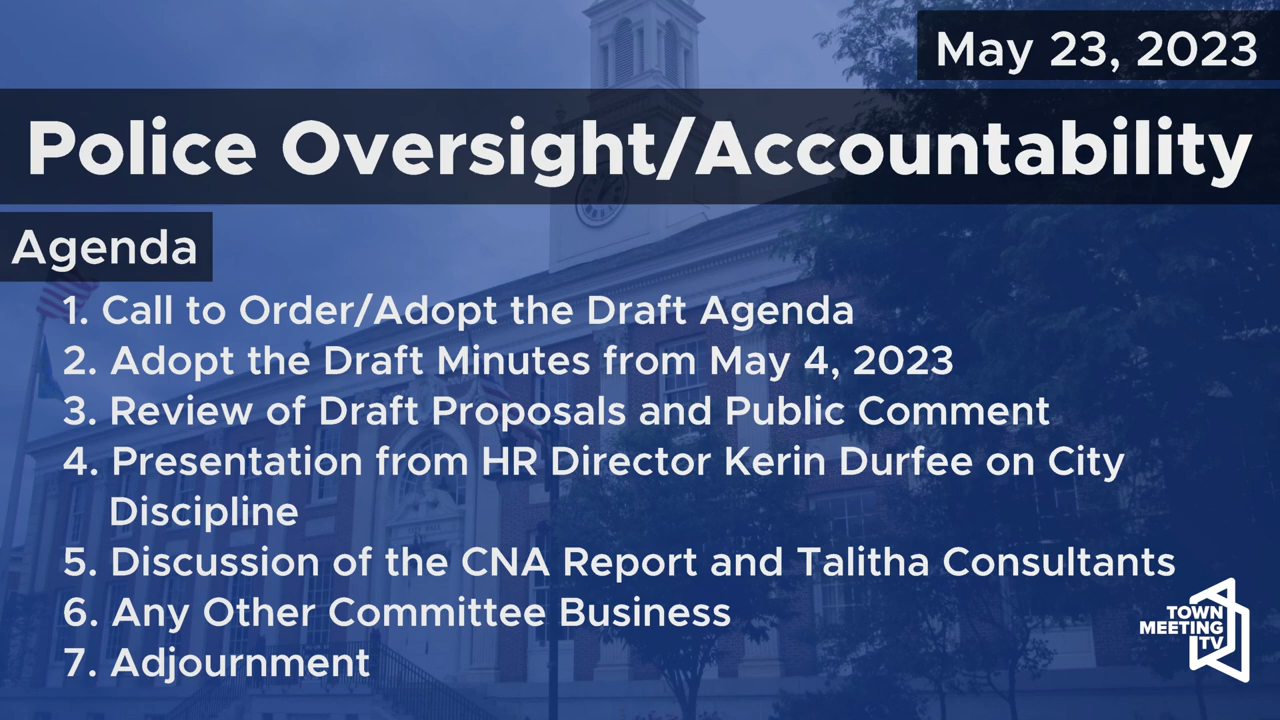 May 23, 2023
Police Oversight/Accountability
Agenda
1. Call to Order/Adopt the Draft Agenda
2. Adopt the Draft Minutes from May 4, 2023
3. Review of Draft Proposals and Public Comment
4. Presentation from HR Director Kerin Durfee on City
Discipline
5. Discussion of the CNA Report and Talitha Consultants
6. Any Other Committee Business
7. Adjournment
TOWN
MEETING
TV
CITY HALL